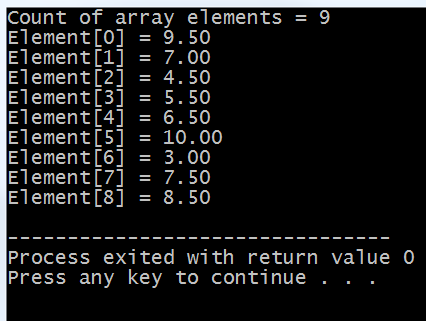 Count of array elements = 9
Element[0] = 9.50
Element[1] = 7.00
Element[2] = 4.50
Element[3] = 5.50
Element[4] = 6.50
Element[5] = 10.00
Element[6] = 3.00
Element[7] = 7.50
Element[8] = 8.50
--------------------------------
Process exited with return value 0
Press any key to continue . . .